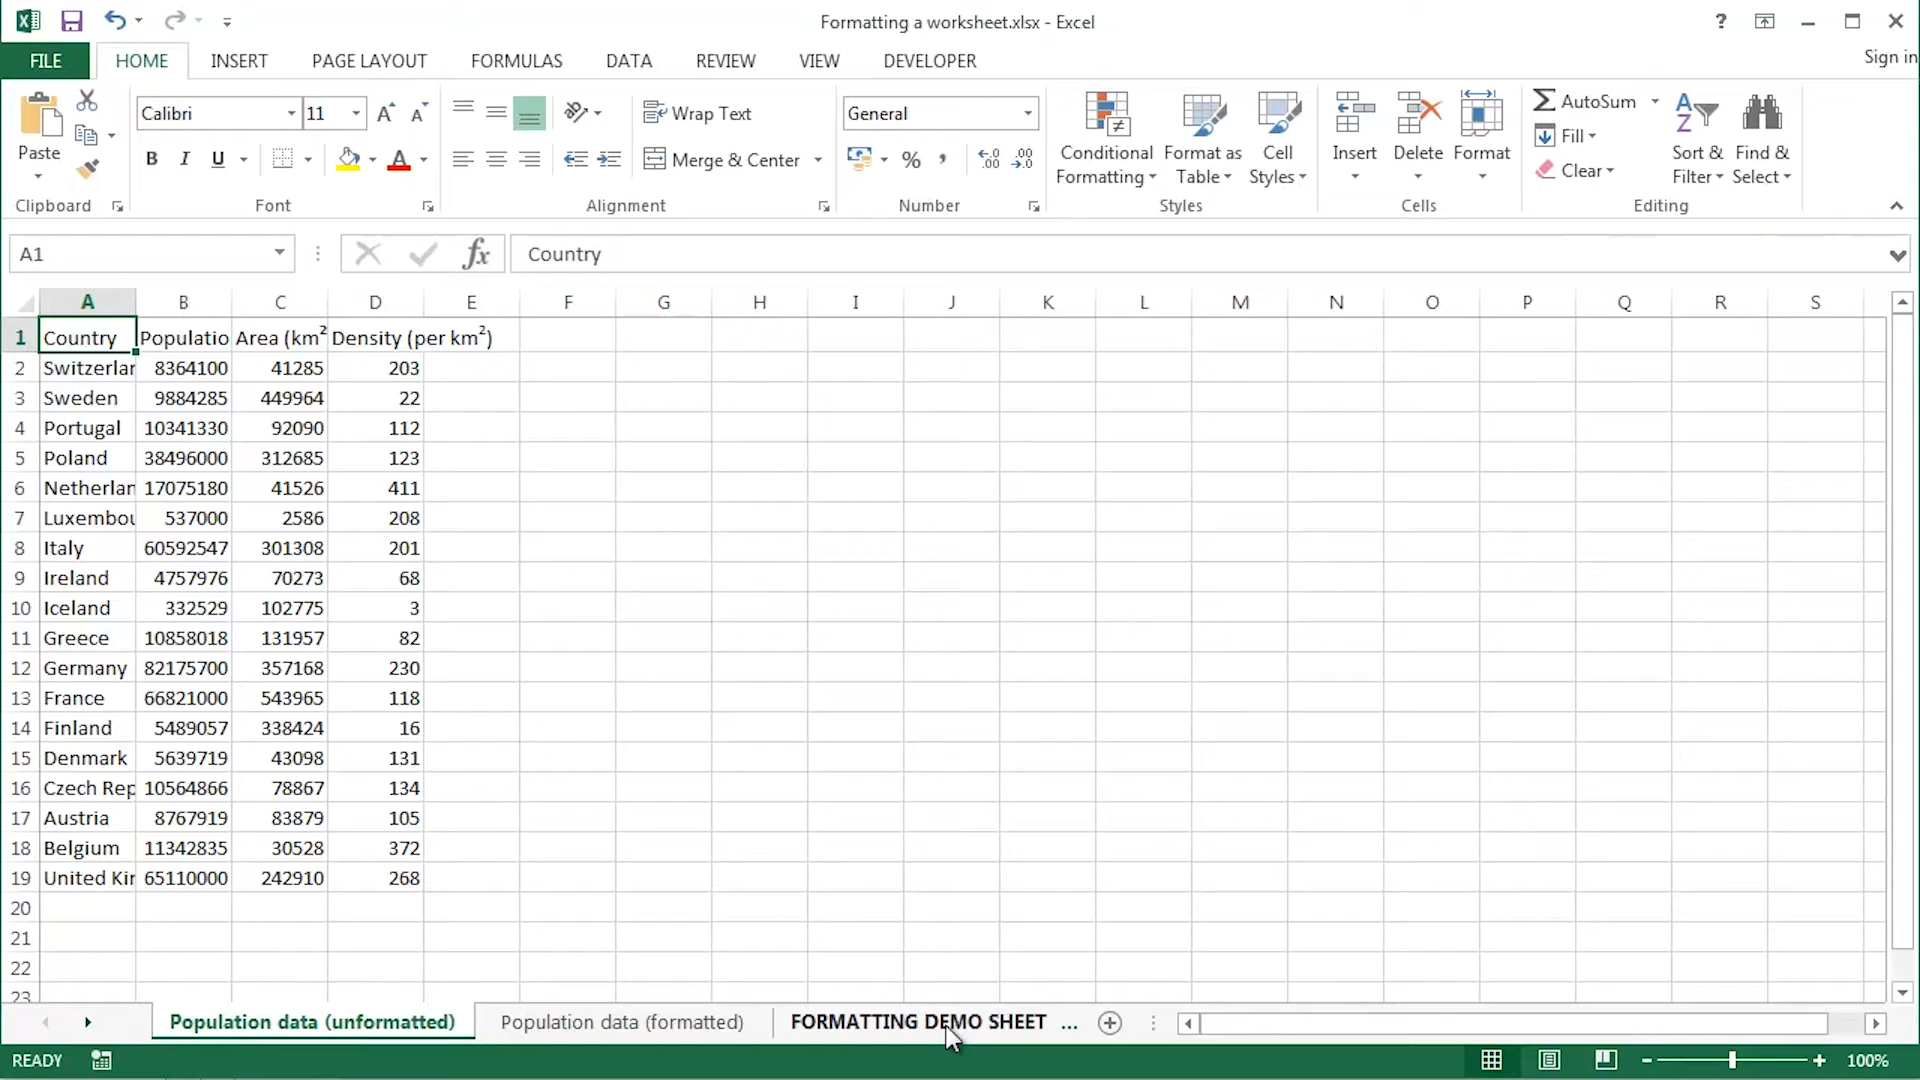 Formatting a worksheet.xlsx - Excel
?
FILE HOME INSERT PAGE LAYOUT FORMULAS DATA REVIEW VIEW DEVELOPER Sign in
Paste
Clipboard
Calibri 11
B I U A
Font
Wrap Text
Merge & Center
Alignment
General
%
Number
Conditional Formatting
Format as Table
Cell Styles
Styles
Insert
Delete
Format
Cells
AutoSum
Fill
Clear
Sort & Filter
Find & Select
Editing
A1 fx Country
A B C D E F G H I J K L M N O P Q R S
1 Country Populatio Area (km² Density (per km²)
2 Switzerlan 8364100 41285 203
3 Sweden 9884285 449964 22
4 Portugal 10341330 92090 112
5 Poland 38496000 312685 123
6 Netherlan 17075180 41526 411
7 Luxembou 537000 2586 208
8 Italy 60592547 301308 201
9 Ireland 4757976 70273 68
10 Iceland 332529 102775 3
11 Greece 10858018 131957 82
12 Germany 82175700 357168 230
13 France 66821000 543965 118
14 Finland 5489057 338424 16
15 Denmark 5639719 43098 131
16 Czech Rep 10564866 78867 134
17 Austria 8767919 83879 105
18 Belgium 11342835 30528 372
19 United Kin 65110000 242910 268
20
21
22
23
Population data (unformatted) Population data (formatted) FORMATTING DEMO SHEET ...
READY 100%